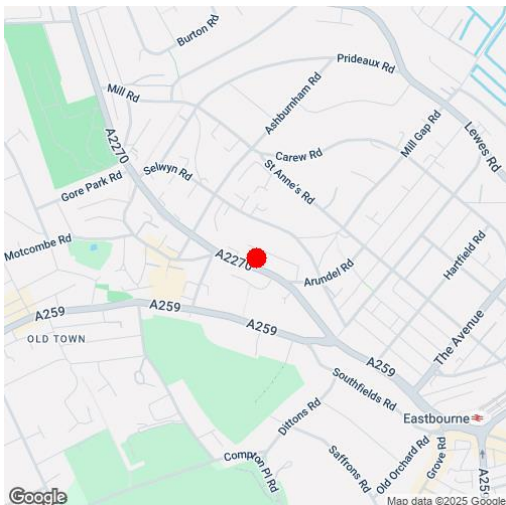 Burton Rd
Prideaux Rd
Mill Rd
Ashburnham Rd
Mill Gap Rd
Lewes Rd
A2270
Carew Rd
Selwyn Rd
St Anne's Rd
Gore Park Rd
Motcombe Rd
Hartfield Rd
A2270
Arundel Rd
A259
A259
A259
The Avenue
OLD TOWN
A259
Southfields Rd
Eastbourne
Dittons Rd
Saffrons Rd
Old Orchard Rd
Grove Rd
Compton Pl Rd
A259
Google
Map data ©2025 Google